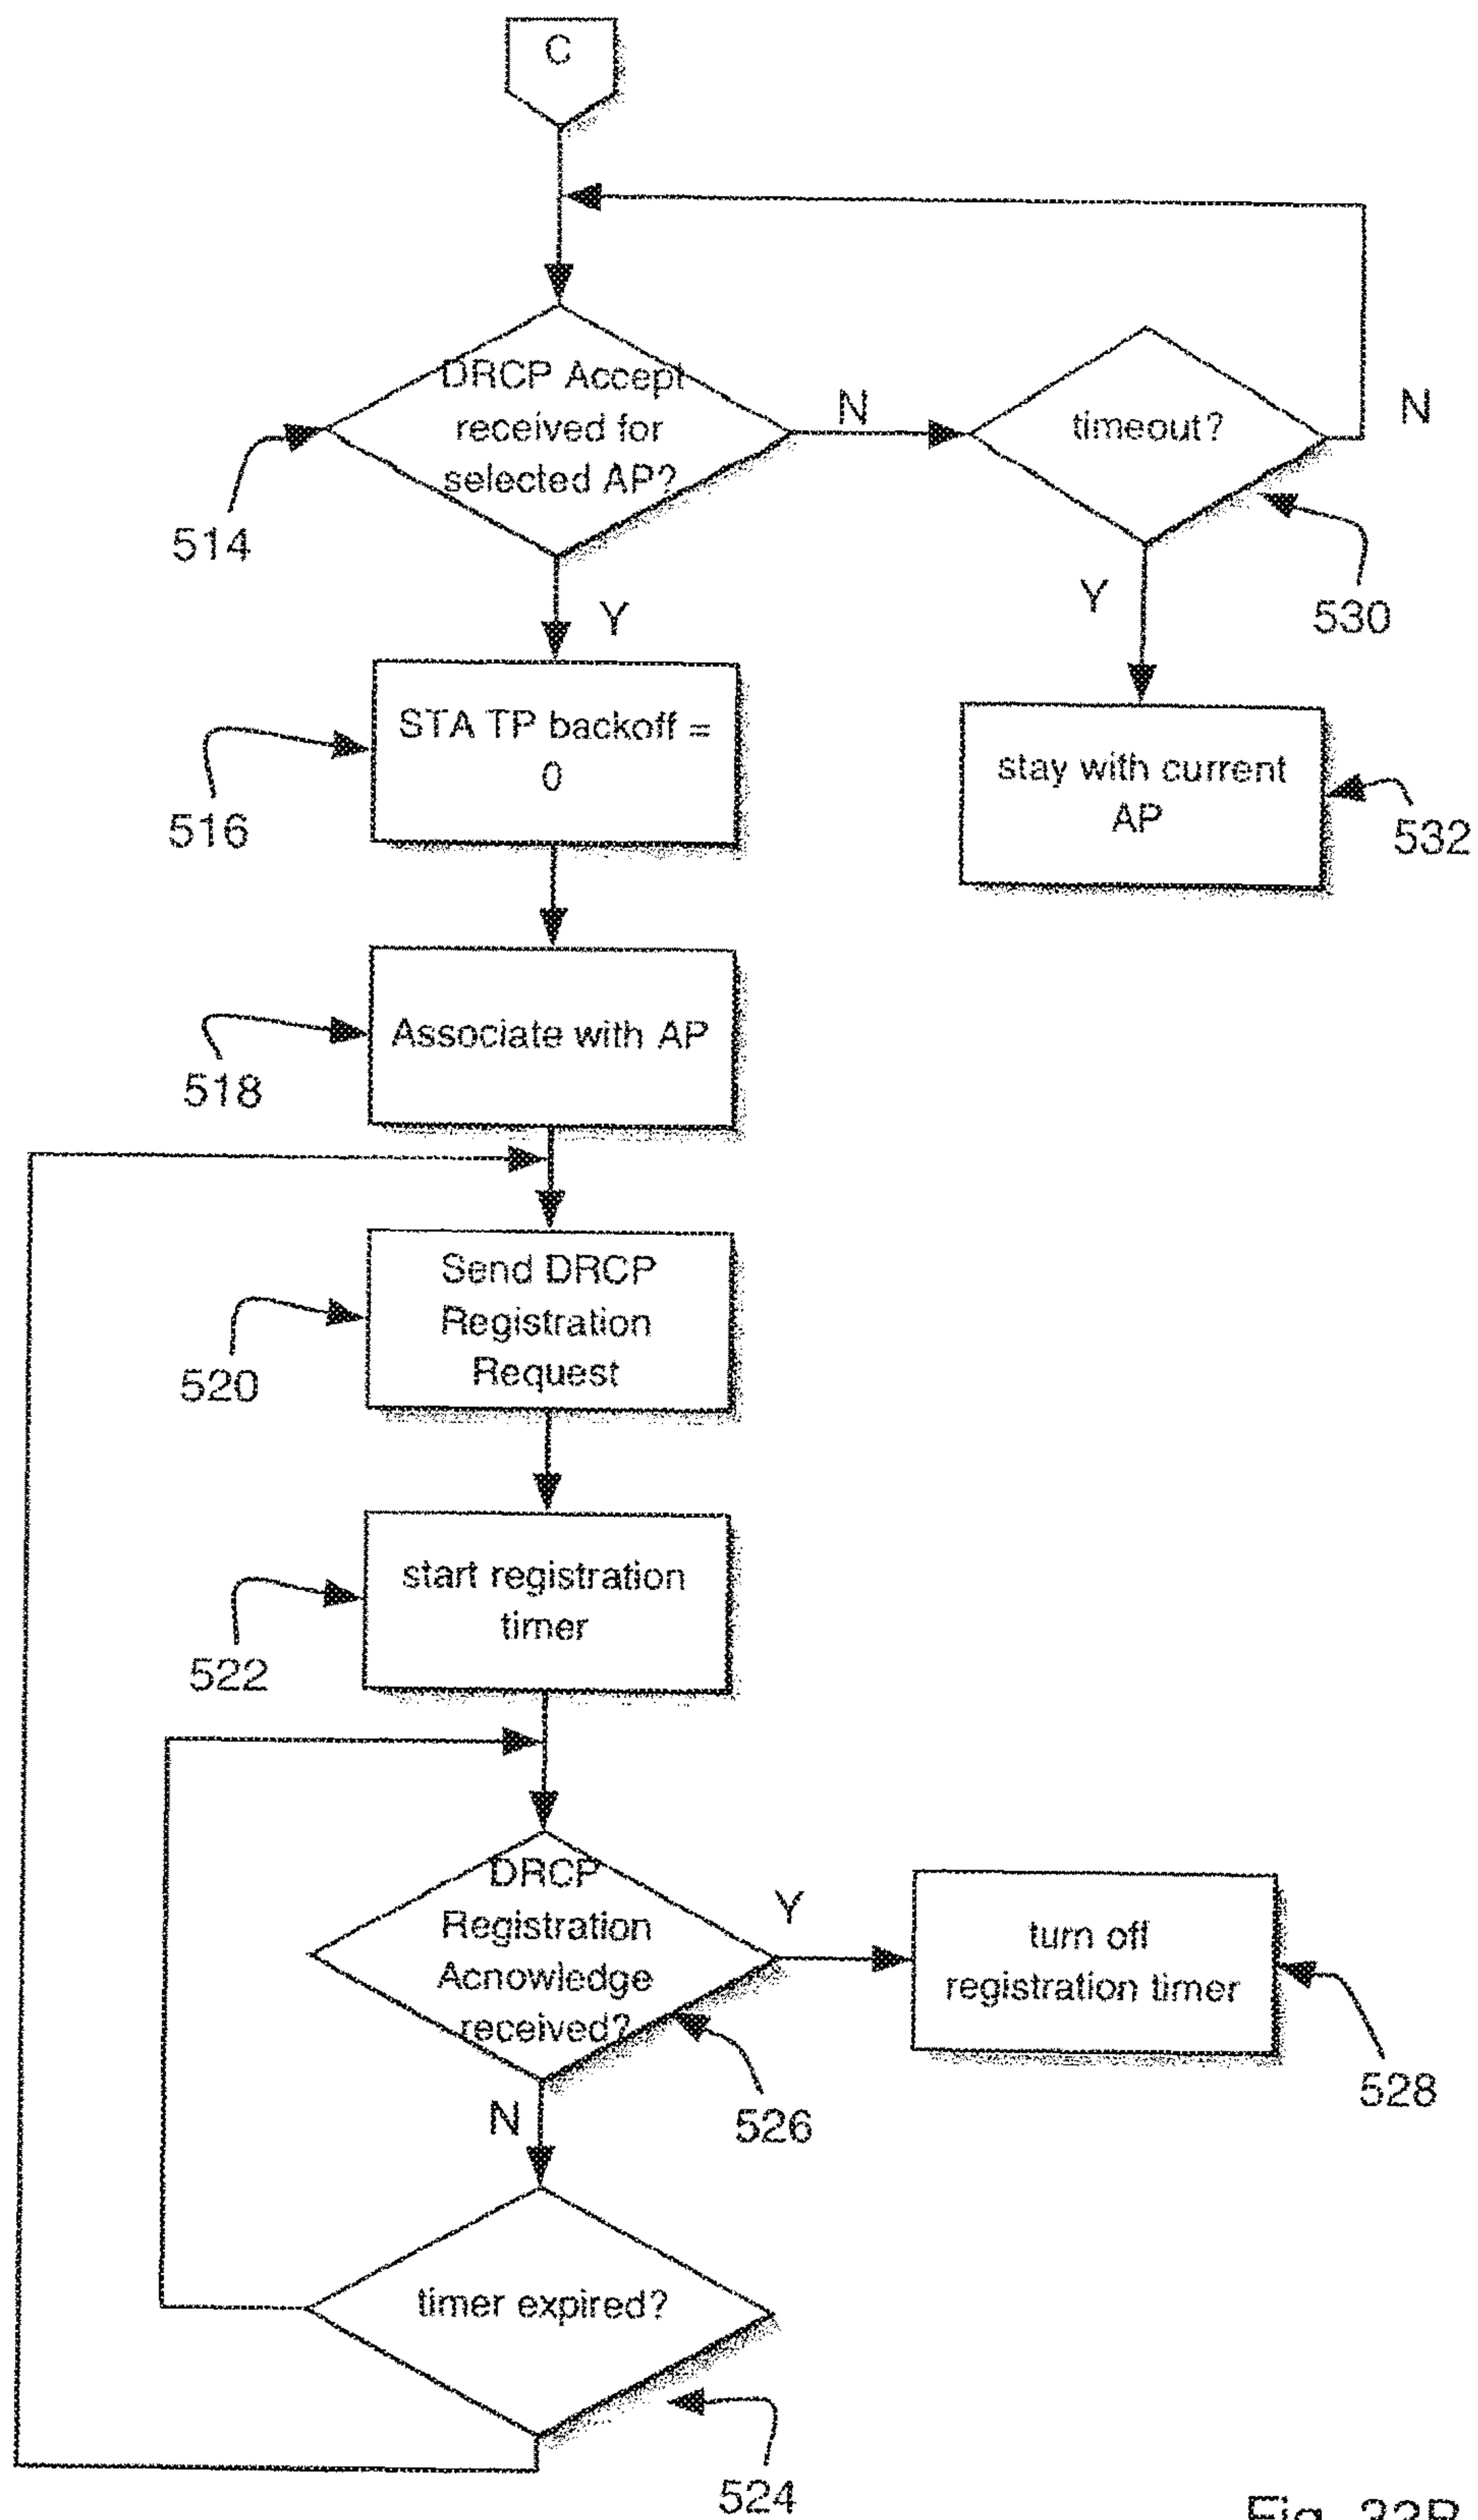 C
DRCP Accept
received for
selected AP?
N
timeout?
N
514
Y
Y
530
STA TP backoff =
0
stay with current
AP
516
532
Associate with AP
518
Send DRCP
Registration
Request
520
start registration
timer
522
DRCP
Registration
Acnowledge
received?
Y
turn off
registration timer
526
528
N
timer expired?
524
Fig.